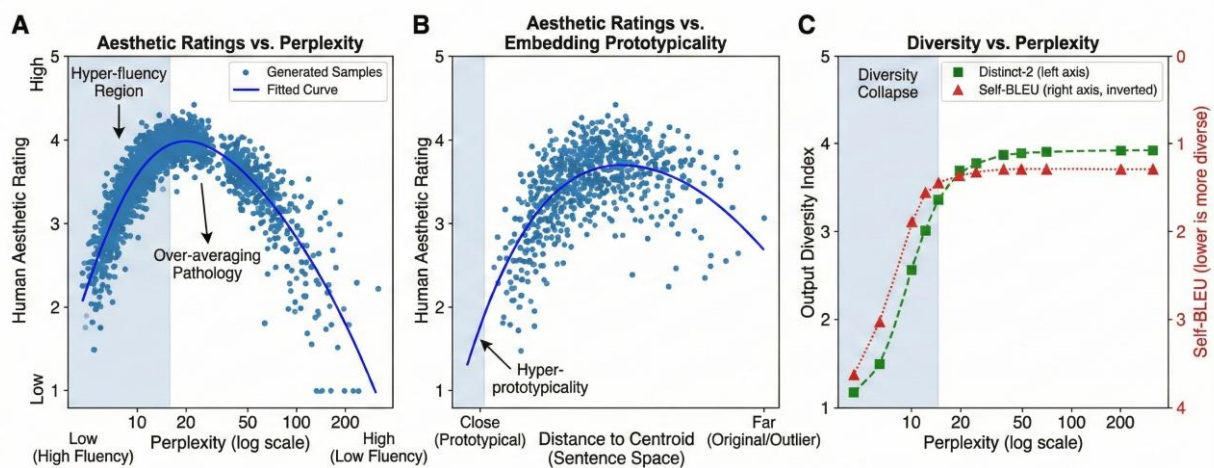 A
Aesthetic Ratings vs. Perplexity
High
Human Aesthetic Rating
Low
5
4
3
2
1
Hyper-fluency
Region
Generated Samples
Fitted Curve
Over-averaging
Pathology
10
20
50
100
200
Low
(High Fluency)
Perplexity (log scale)
High
(Low Fluency)
B
Aesthetic Ratings vs.
Embedding Prototypicality
Human Aesthetic Rating
5
4
3
2
1
Hyper-
prototypicality
Close
(Prototypical)
Distance to Centroid
(Sentence Space)
Far
(Original/Outlier)
C
Diversity vs. Perplexity
Output Diversity Index
5
4
3
2
1
Diversity
Collapse
Distinct-2 (left axis)
Self-BLEU (right axis, inverted)
10
20
50
100
200
Perplexity (log scale)
0
1
2
3
4
Self-BLEU (lower is more diverse)